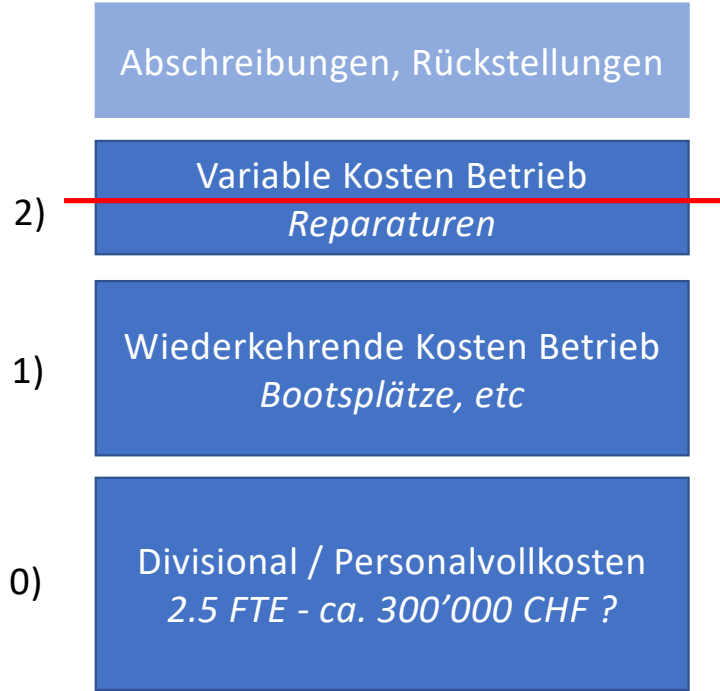 Abschreibungen, Rückstellungen
2)
Variable Kosten Betrieb
Reparaturen
1)
Wiederkehrende Kosten Betrieb
Bootsplätze, etc
0)
Divisional / Personalvollkosten
2.5 FTE - ca. 300’000 CHF ?